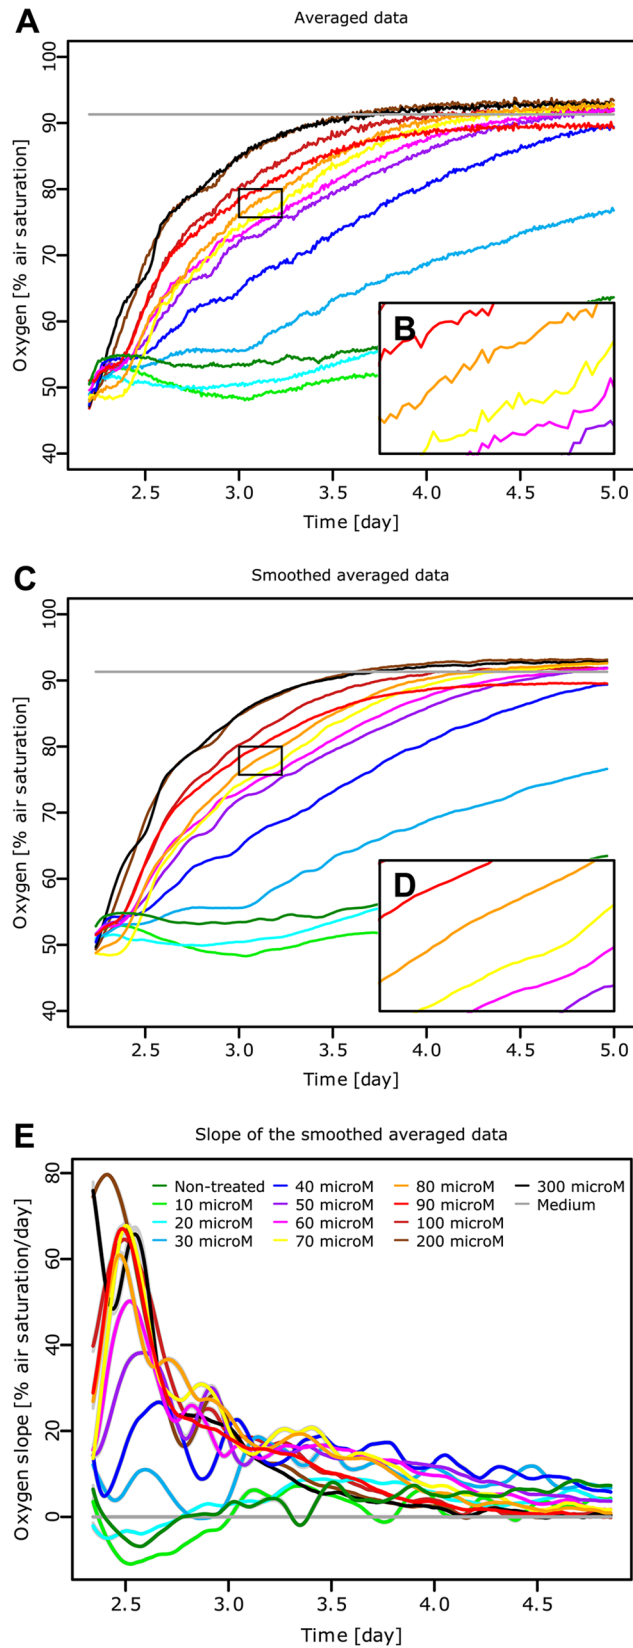 A
Averaged data
Oxygen [% air saturation]
100
90
80
70
60
50
40
B
2.5 3.0 3.5 4.0 4.5 5.0
Time [day]
C
Smoothed averaged data
Oxygen [% air saturation]
100
90
80
70
60
50
40
D
2.5 3.0 3.5 4.0 4.5 5.0
Time [day]
E
Slope of the smoothed averaged data
Oxygen slope [% air saturation/day]
80
60
40
20
0
Non-treated 40 microM 80 microM 300 microM
10 microM 50 microM 90 microM Medium
20 microM 60 microM 100 microM
30 microM 70 microM 200 microM
2.5 3.0 3.5 4.0 4.5
Time [day]